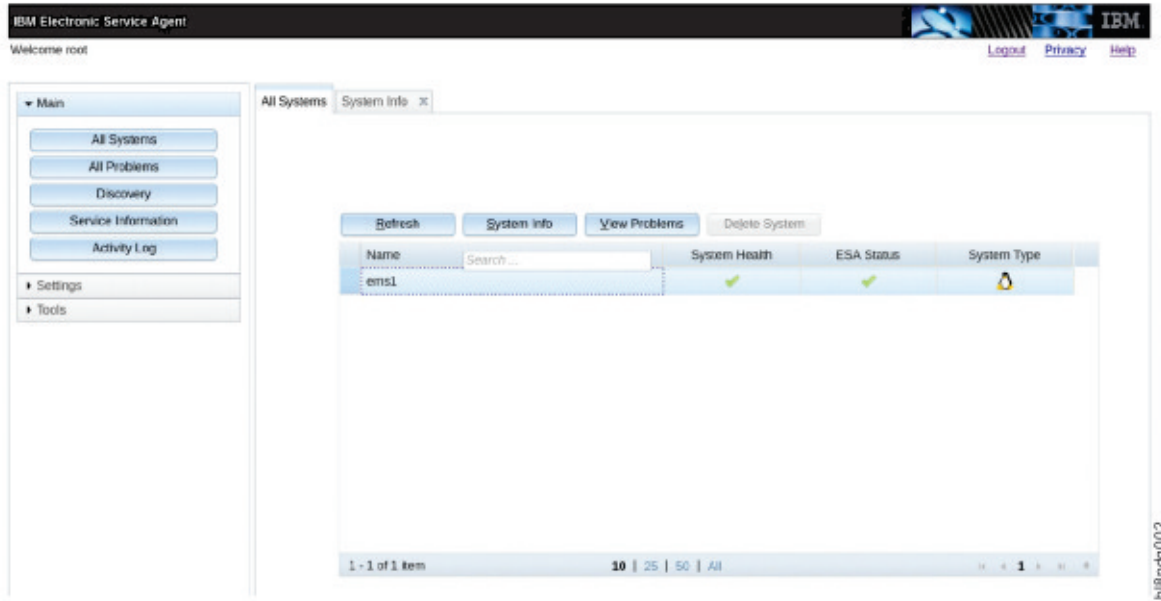 IBM Electronic Service Agent
IBM
Welcome root
Logout Privacy Help
Main
All Systems
All Problems
Discovery
Service Information
Activity Log
Settings
Tools
All Systems System Info x
Refresh System Info View Problems Delete System
Name Search ... System Health ESA Status System Type
ems1
1 - 1 of 1 item 10 | 25 | 50 | All 1